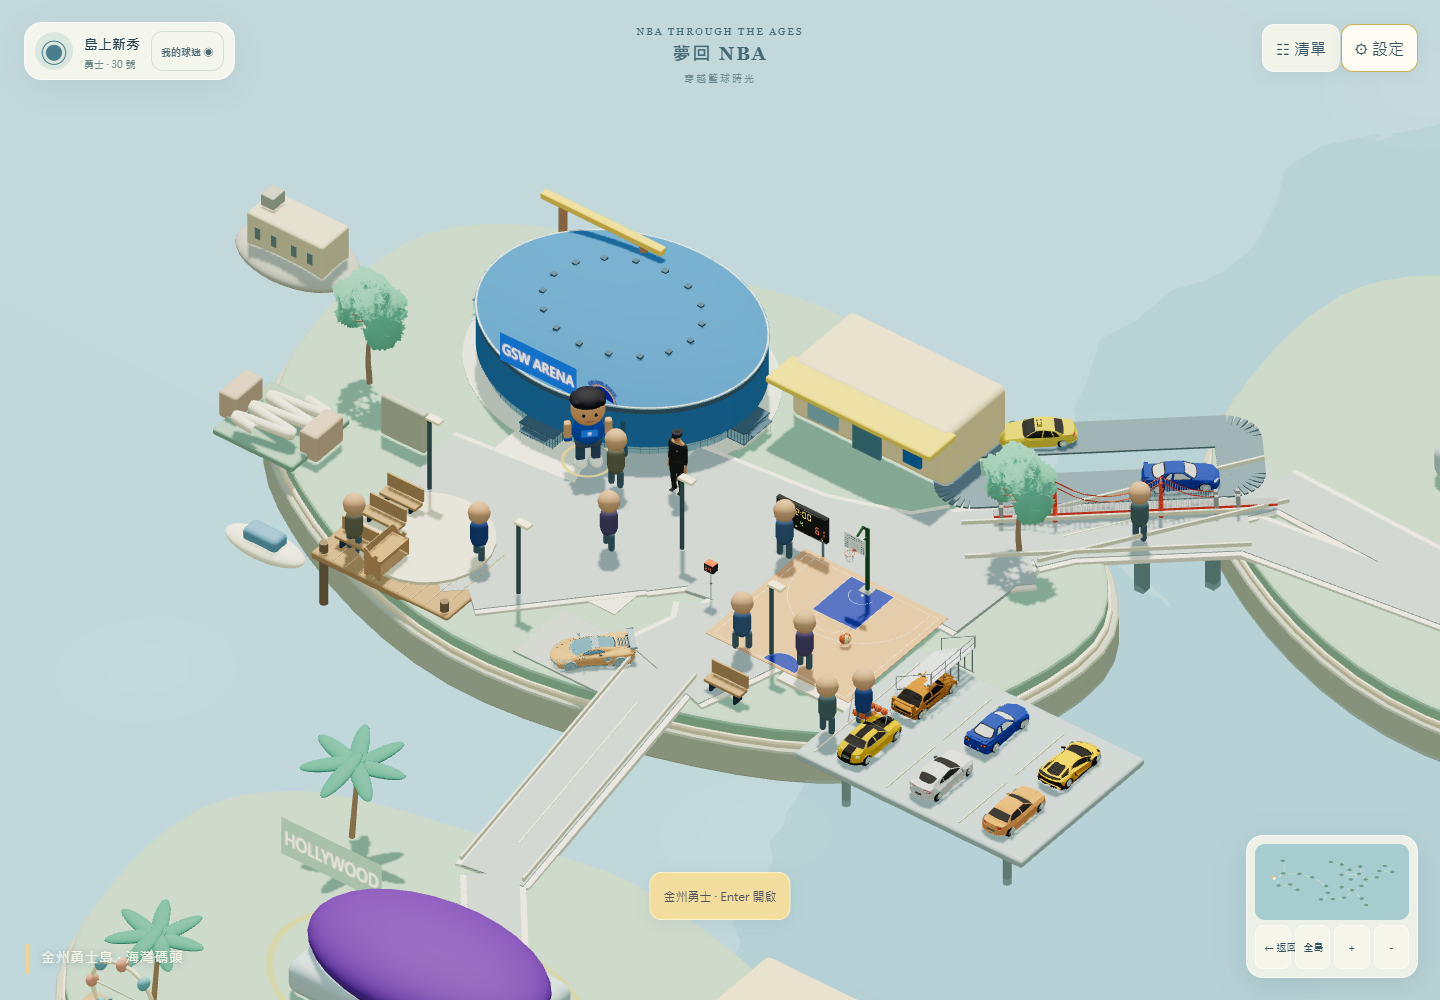 島上新秀
勇士 · 30 號
我的球迷 ◉
NBA THROUGH THE AGES
夢回 NBA
穿越籃球時光
☷ 清單
⚙ 設定
GSW ARENA
HOLLYWOOD
金州勇士 · Enter 開啟
金州勇士島 · 海灣碼頭
← 返回
全島
+
-